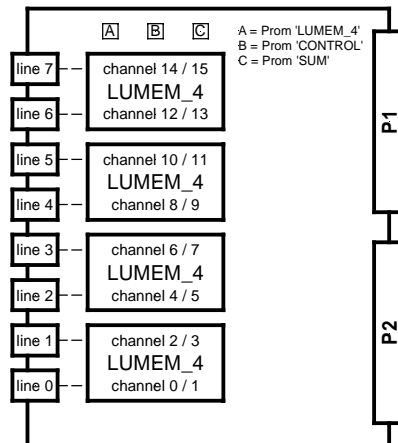 A B C
A = Prom 'LUMEM_4'
B = Prom 'CONTROL'
C = Prom 'SUM'
line 7
channel 14 / 15
LUMEM_4
line 6
channel 12 / 13
line 5
channel 10 / 11
LUMEM_4
line 4
channel 8 / 9
line 3
channel 6 / 7
LUMEM_4
line 2
channel 4 / 5
line 1
channel 2 / 3
LUMEM_4
line 0
channel 0 / 1
P1
P2